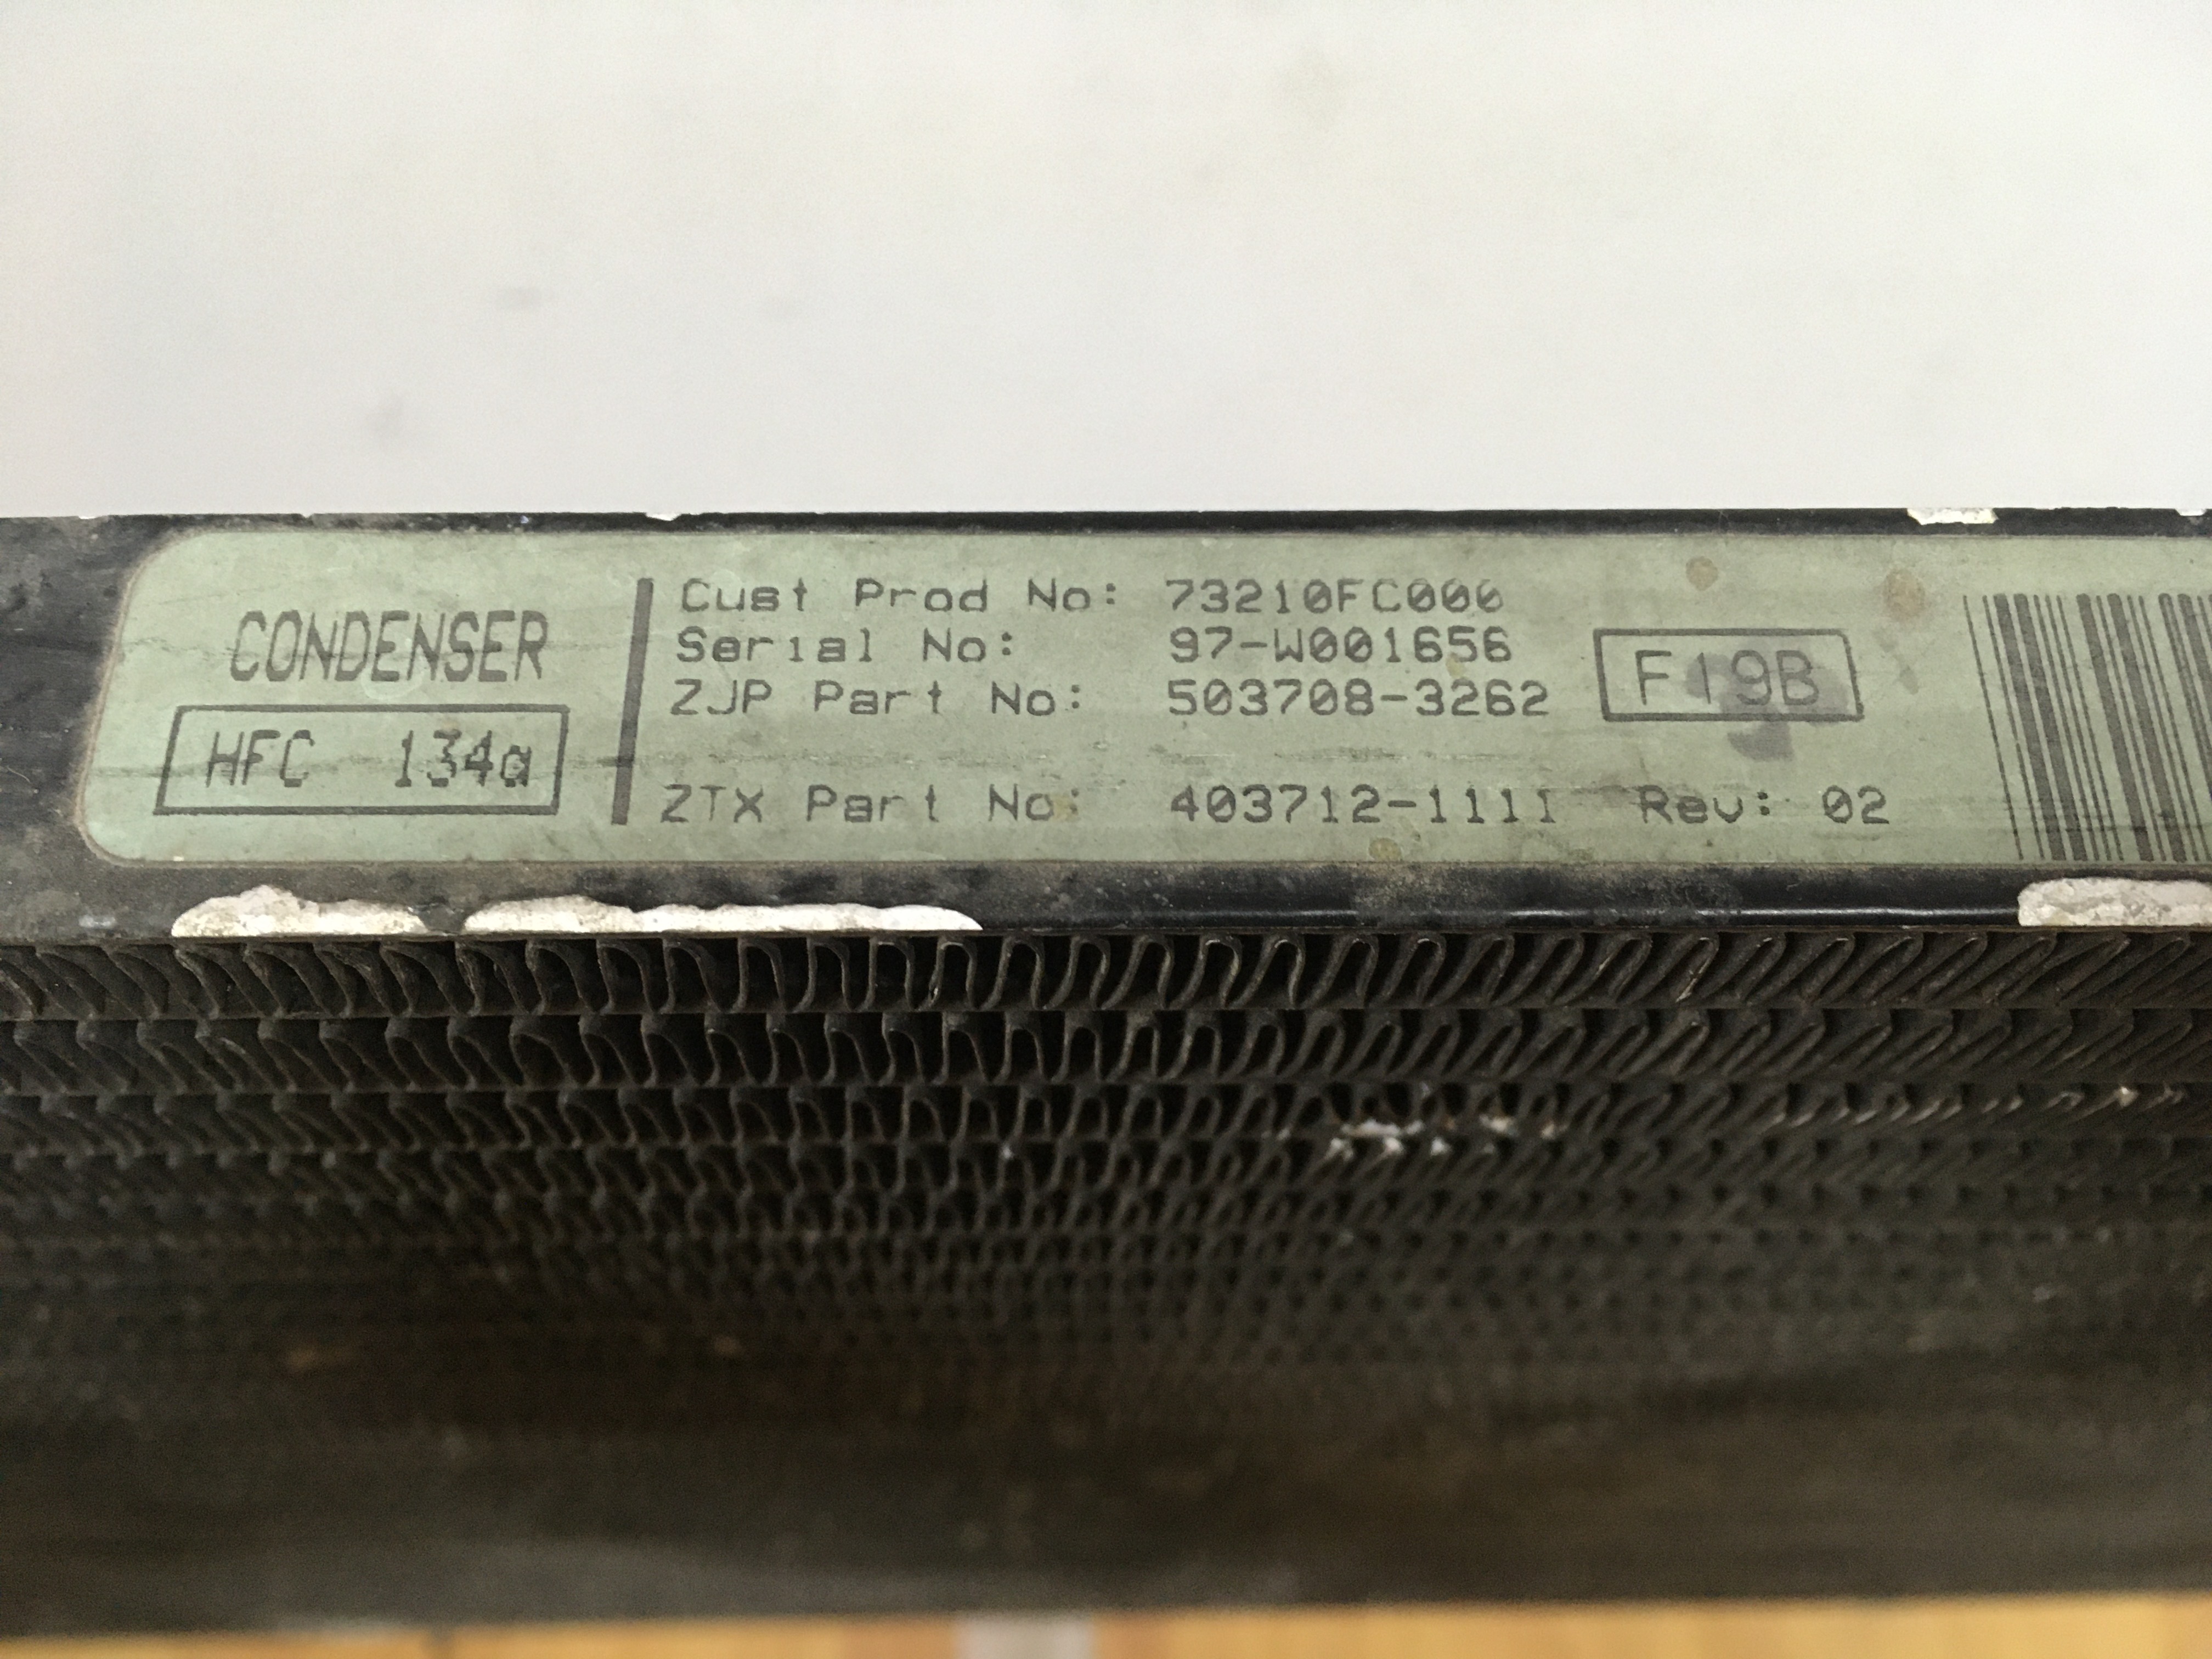 CONDENSER
HFC 134a
Cust Prod No: 73210FC000
Serial No: 97-W001656
ZJP Part No: 503708-3262
F19B
ZTX Part No: 403712-1111 Rev: 02